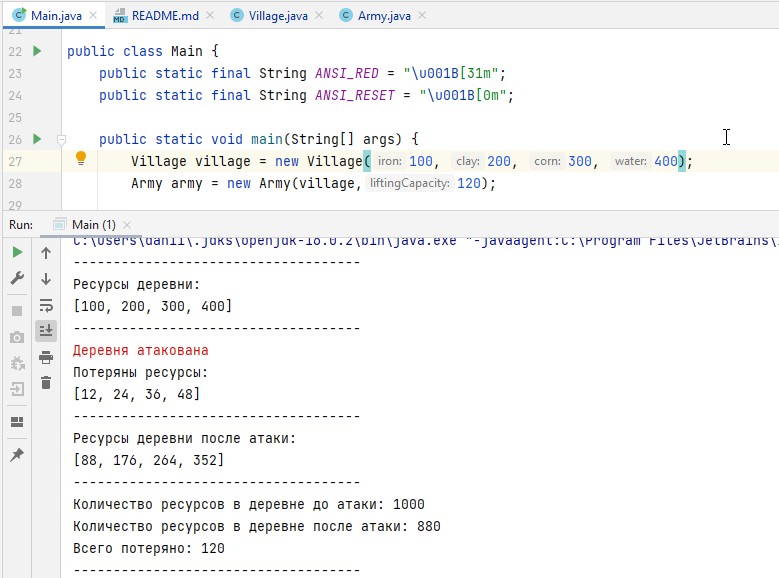 Main.java README.md Village.java Army.java
21
22 public class Main {
23 public static final String ANSI_RED = "\u001B[31m";
24 public static final String ANSI_RESET = "\u001B[0m";
25
26 public static void main(String[] args) {
27 Village village = new Village( iron: 100, clay: 200, corn: 300, water: 400);
28 Army army = new Army(village, liftingCapacity: 120);
29
Run: Main (1)
C:\Users\danii\.jdks\openjdk-16.0.2\bin\java.exe "-javaagent:C:\Program Files\JetBrains\
---------------------------------
Ресурсы деревни:
[100, 200, 300, 400]
---------------------------------
Деревня атакована
Потеряны ресурсы:
[12, 24, 36, 48]
---------------------------------
Ресурсы деревни после атаки:
[88, 176, 264, 352]
---------------------------------
Количество ресурсов в деревне до атаки: 1000
Количество ресурсов в деревне после атаки: 880
Всего потеряно: 120
---------------------------------